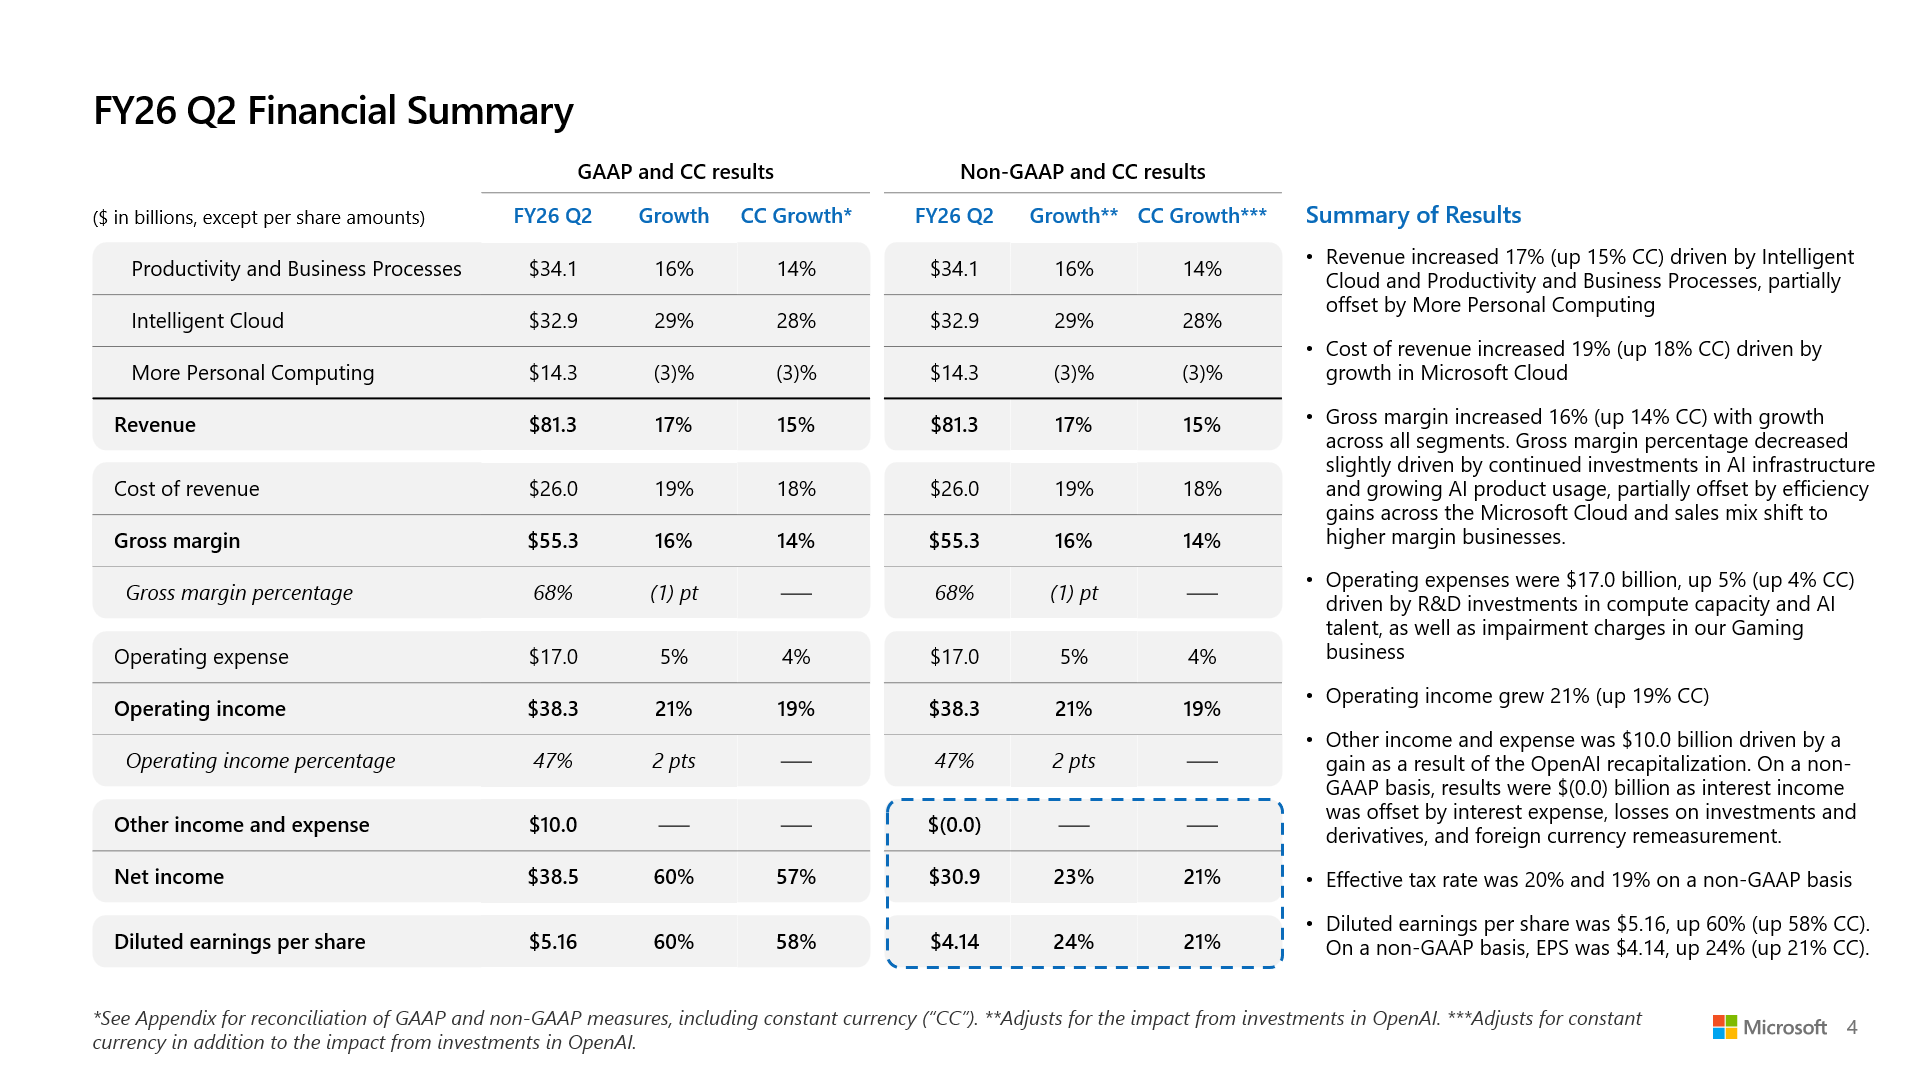 FY26 Q2 Financial Summary
GAAP and CC results
Non-GAAP and CC results
($ in billions, except per share amounts) FY26 Q2 Growth CC Growth* FY26 Q2 Growth** CC Growth***
Productivity and Business Processes $34.1 16% 14% $34.1 16% 14%
Intelligent Cloud $32.9 29% 28% $32.9 29% 28%
More Personal Computing $14.3 (3)% (3)% $14.3 (3)% (3)%
Revenue $81.3 17% 15% $81.3 17% 15%
Cost of revenue $26.0 19% 18% $26.0 19% 18%
Gross margin $55.3 16% 14% $55.3 16% 14%
Gross margin percentage 68% (1) pt — 68% (1) pt —
Operating expense $17.0 5% 4% $17.0 5% 4%
Operating income $38.3 21% 19% $38.3 21% 19%
Operating income percentage 47% 2 pts — 47% 2 pts —
Other income and expense $10.0 — — $(0.0) — —
Net income $38.5 60% 57% $30.9 23% 21%
Diluted earnings per share $5.16 60% 58% $4.14 24% 21%
Summary of Results
• Revenue increased 17% (up 15% CC) driven by Intelligent
Cloud and Productivity and Business Processes, partially
offset by More Personal Computing
• Cost of revenue increased 19% (up 18% CC) driven by
growth in Microsoft Cloud
• Gross margin increased 16% (up 14% CC) with growth
across all segments. Gross margin percentage decreased
slightly driven by continued investments in AI infrastructure
and growing AI product usage, partially offset by efficiency
gains across the Microsoft Cloud and sales mix shift to
higher margin businesses.
• Operating expenses were $17.0 billion, up 5% (up 4% CC)
driven by R&D investments in compute capacity and AI
talent, as well as impairment charges in our Gaming
business
• Operating income grew 21% (up 19% CC)
• Other income and expense was $10.0 billion driven by a
gain as a result of the OpenAI recapitalization. On a non-
GAAP basis, results were $(0.0) billion as interest income
was offset by interest expense, losses on investments and
derivatives, and foreign currency remeasurement.
• Effective tax rate was 20% and 19% on a non-GAAP basis
• Diluted earnings per share was $5.16, up 60% (up 58% CC).
On a non-GAAP basis, EPS was $4.14, up 24% (up 21% CC).
*See Appendix for reconciliation of GAAP and non-GAAP measures, including constant currency (“CC”). **Adjusts for the impact from investments in OpenAI. ***Adjusts for constant
currency in addition to the impact from investments in OpenAI.
Microsoft 4